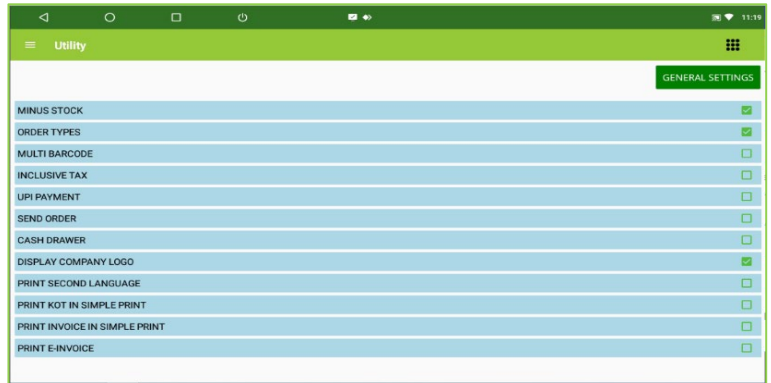 11:19
Utility
GENERAL SETTINGS
MINUS STOCK
ORDER TYPES
MULTI BARCODE
INCLUSIVE TAX
UPI PAYMENT
SEND ORDER
CASH DRAWER
DISPLAY COMPANY LOGO
PRINT SECOND LANGUAGE
PRINT KOT IN SIMPLE PRINT
PRINT INVOICE IN SIMPLE PRINT
PRINT E-INVOICE